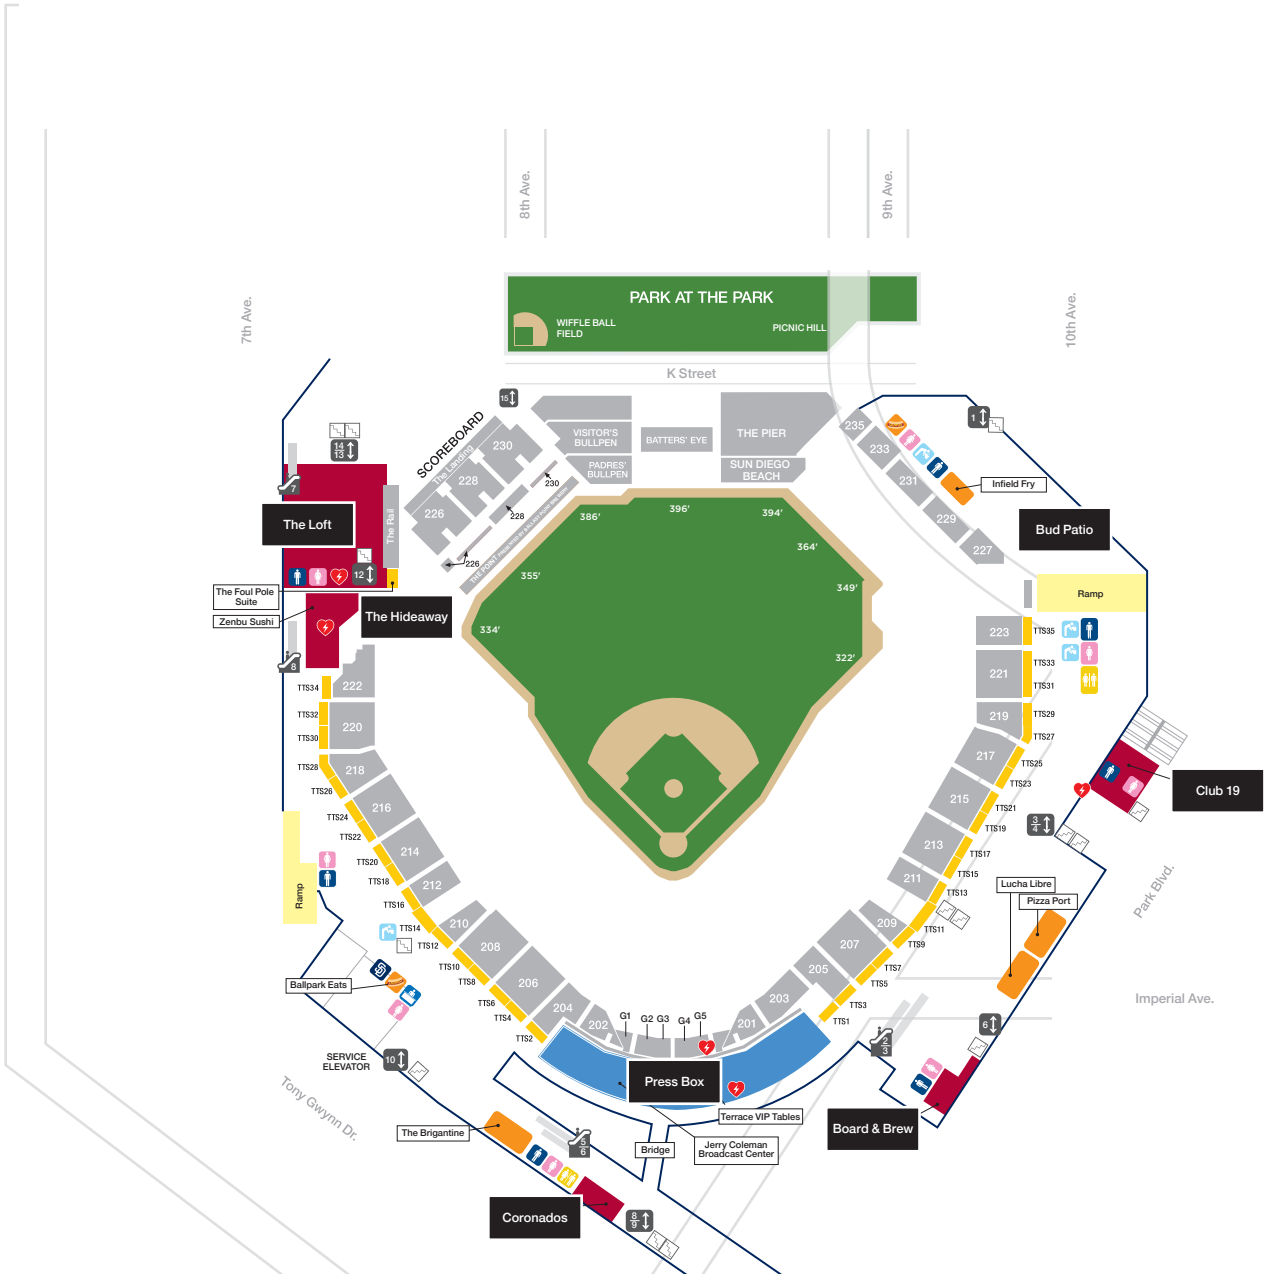 8th Ave.
9th Ave.
7th Ave.
10th Ave.
PARK AT THE PARK
WIFFLE BALL
FIELD
PICNIC HILL
K Street
15
SCOREBOARD
The Landing
230
228
226
VISITOR'S
BULLPEN
PADRES'
BULLPEN
BATTERS' EYE
THE PIER
SAN DIEGO
BEACH
235
233
231
229
227
1
Infield Fry
Bud Patio
14
13
7
The Loft
The Rail
12
230
228
226
386'
396'
394'
364'
355'
349'
334'
322'
The Foul Pole
Suite
Zenbu Sushi
The Hideaway
8
Ramp
223
221
219
217
215
213
211
209
207
205
203
201
TTS35
TTS33
TTS31
TTS29
TTS27
TTS25
TTS23
TTS21
TTS19
TTS17
TTS15
TTS13
TTS11
TTS9
TTS7
TTS5
TTS3
TTS1
222
220
218
216
214
212
210
208
206
204
202
TTS34
TTS32
TTS30
TTS28
TTS26
TTS24
TTS22
TTS20
TTS18
TTS16
TTS14
TTS12
TTS10
TTS8
TTS6
TTS4
TTS2
G1
G2
G3
G4
G5
Club 19
3
4
Ramp
Lucha Libre
Pizza Port
Park Blvd.
Imperial Ave.
Ballpark Eats
SERVICE
ELEVATOR
10
Tony Gwynn Dr.
Press Box
Terrace VIP Tables
Jerry Coleman
Broadcast Center
Bridge
2
3
6
Board & Brew
The Brigantine
5
6
Coronados
8
9